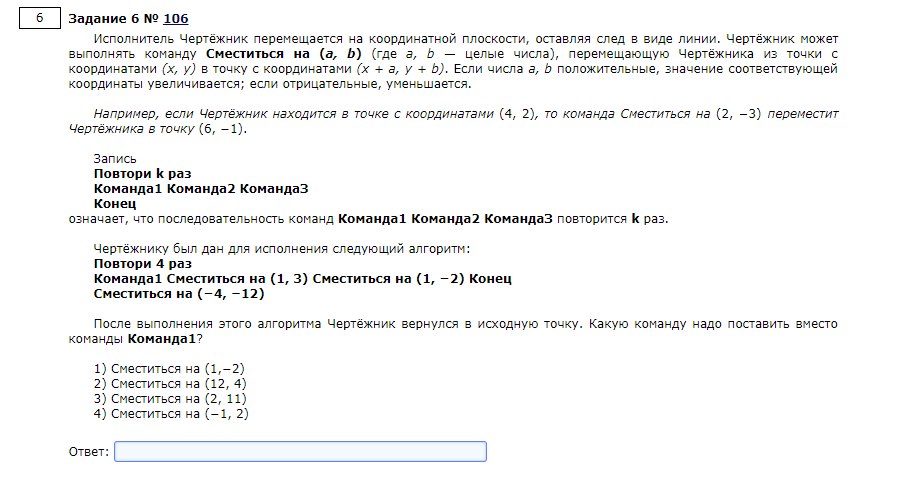 6
Задание 6 № 106
Исполнитель Чертёжник перемещается на координатной плоскости, оставляя след в виде линии. Чертёжник может
выполнять команду Сместиться на (a, b) (где a, b — целые числа), перемещающую Чертёжника из точки с
координатами (x, y) в точку с координатами (x + a, y + b). Если числа a, b положительные, значение соответствующей
координаты увеличивается; если отрицательные, уменьшается.
Например, если Чертёжник находится в точке с координатами (4, 2), то команда Сместиться на (2, −3) переместит
Чертёжника в точку (6, −1).
Запись
Повтори k раз
Команда1 Команда2 Команда3
Конец
означает, что последовательность команд Команда1 Команда2 Команда3 повторится k раз.
Чертёжнику был дан для исполнения следующий алгоритм:
Повтори 4 раз
Команда1 Сместиться на (1, 3) Сместиться на (1, −2) Конец
Сместиться на (−4, −12)
После выполнения этого алгоритма Чертёжник вернулся в исходную точку. Какую команду надо поставить вместо
команды Команда1?
1) Сместиться на (1,−2)
2) Сместиться на (12, 4)
3) Сместиться на (2, 11)
4) Сместиться на (−1, 2)
Ответ: